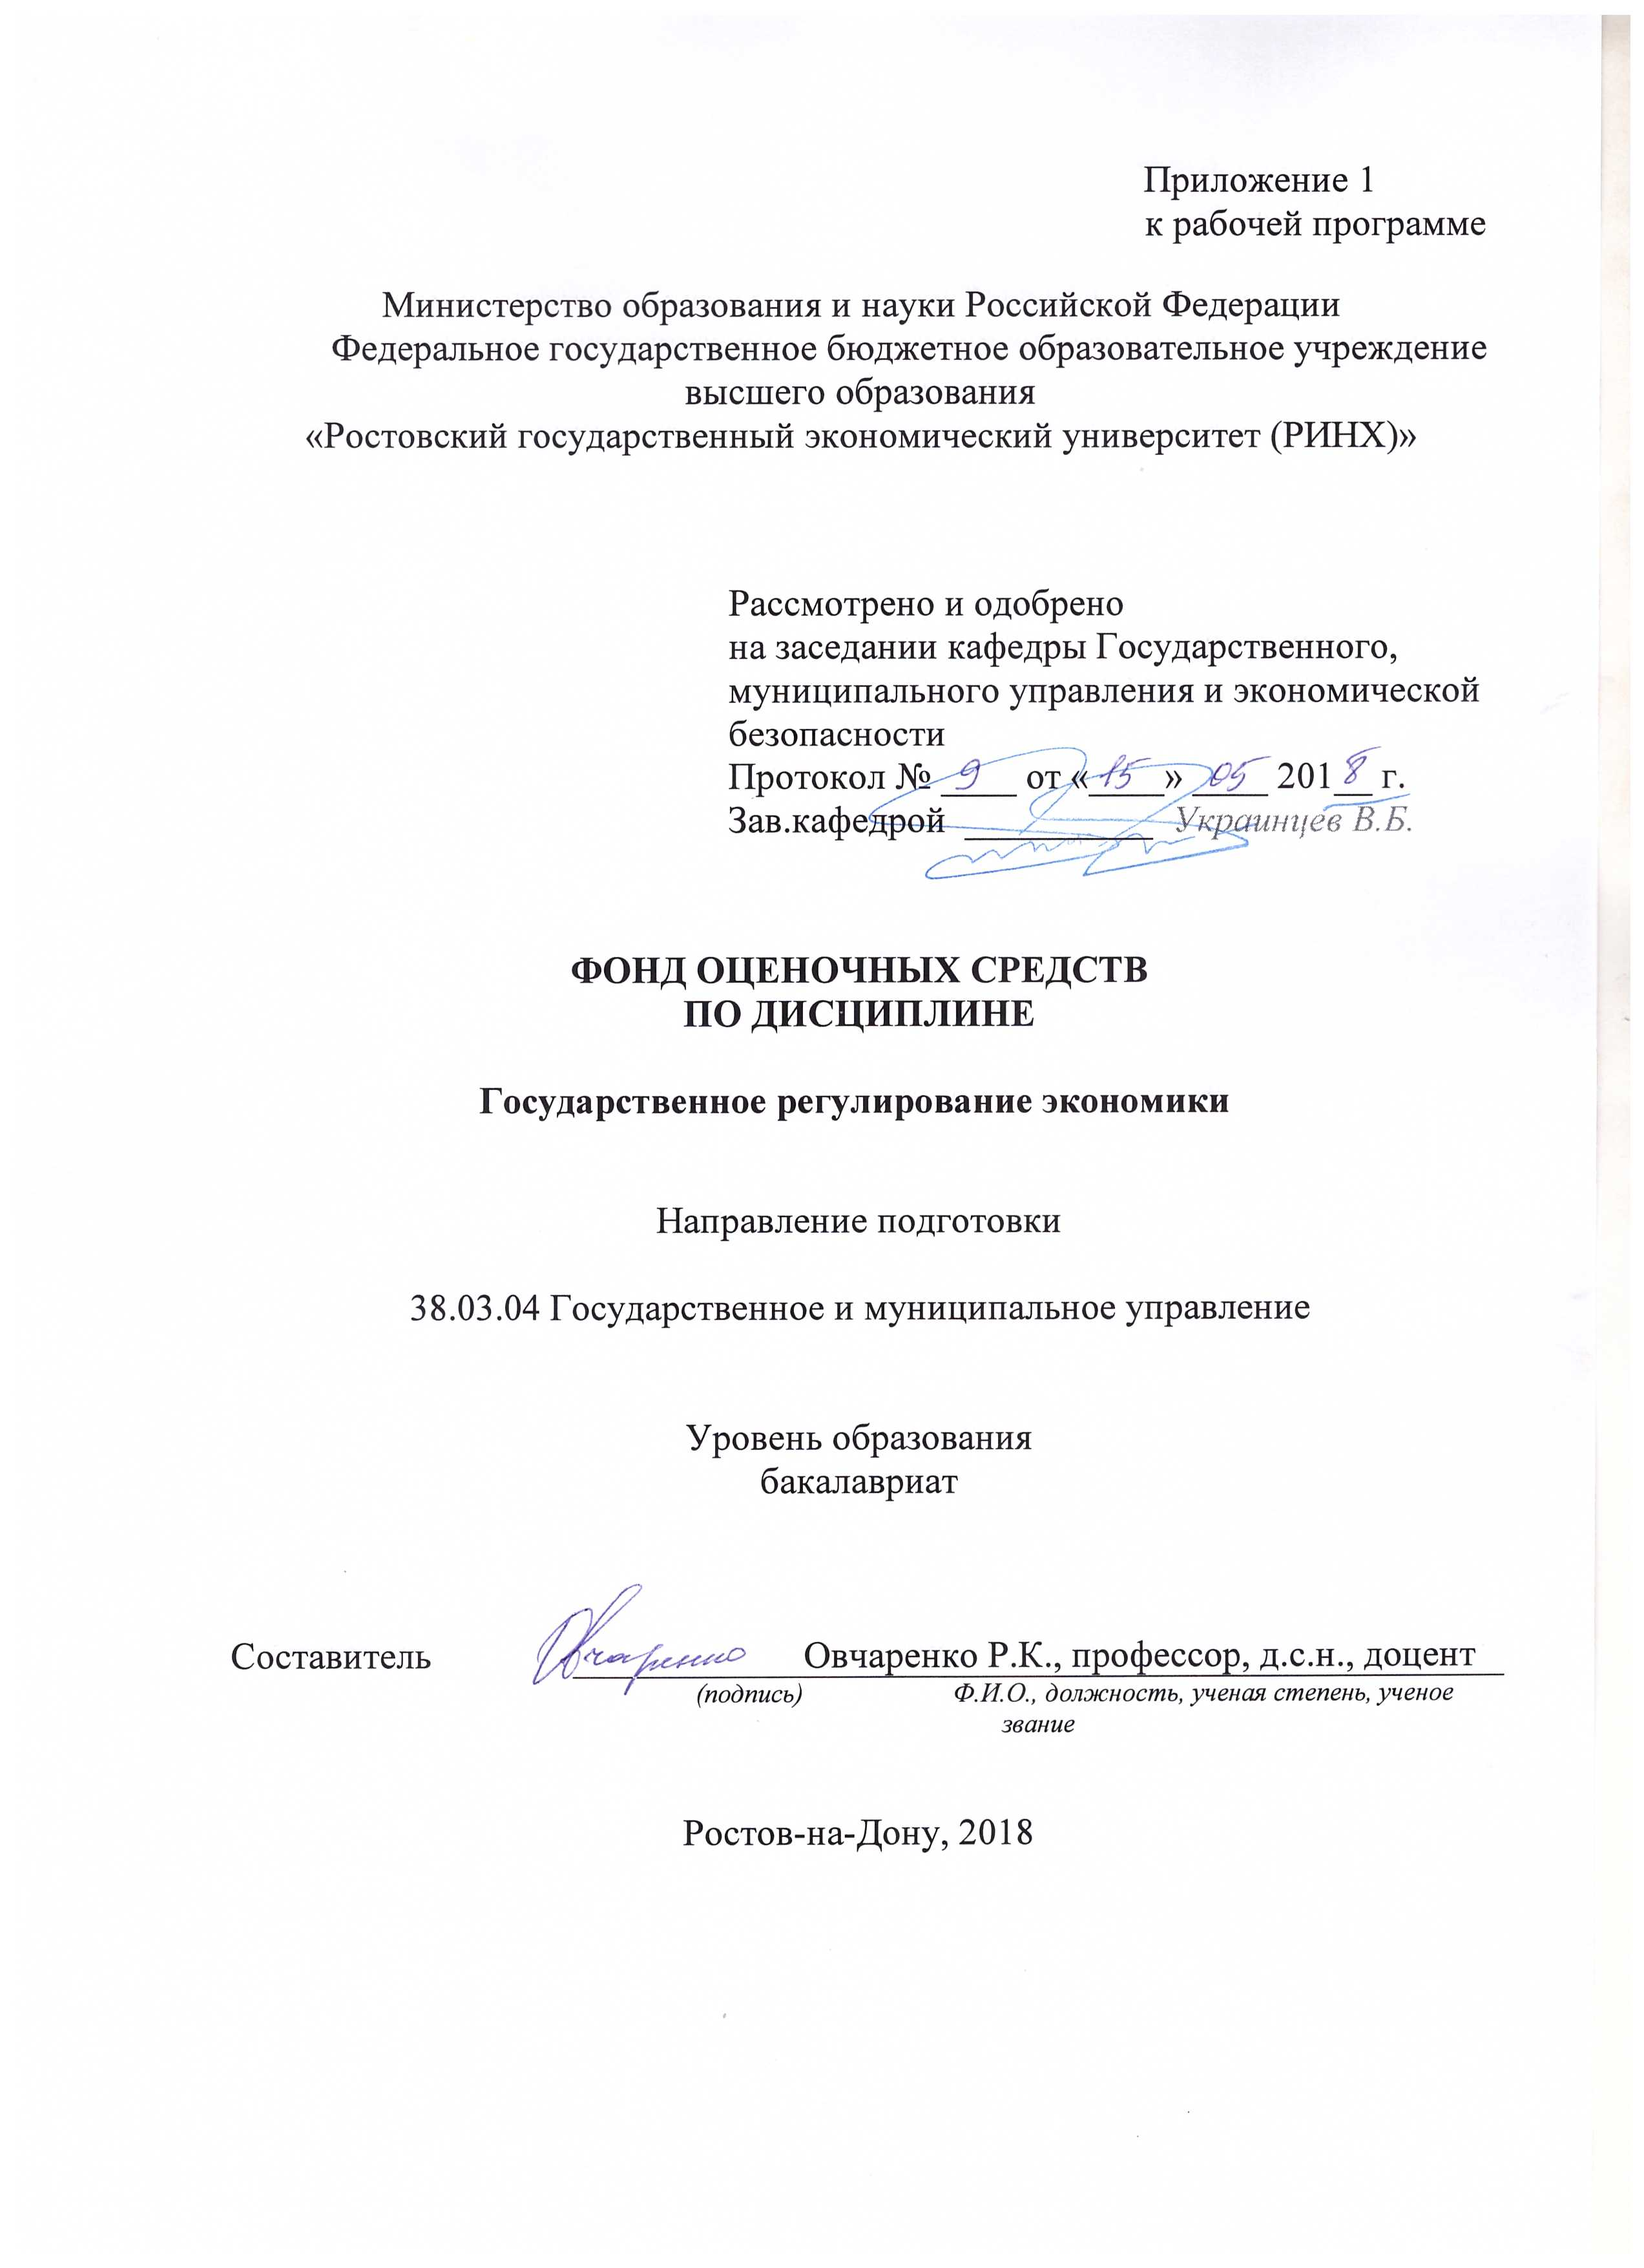 Приложение 1
к рабочей программе
Министерство образования и науки Российской Федерации
Федеральное государственное бюджетное образовательное учреждение
высшего образования
«Ростовский государственный экономический университет (РИНХ)»
Рассмотрено и одобрено
на заседании кафедры Государственного,
муниципального управления и экономической
безопасности
Протокол № 9 от «15» 05 2018 г.
Зав.кафедрой Украинцев В.Б.
ФОНД ОЦЕНОЧНЫХ СРЕДСТВ
ПО ДИСЦИПЛИНЕ
Государственное регулирование экономики
Направление подготовки
38.03.04 Государственное и муниципальное управление
Уровень образования
бакалавриат
Составитель Овчаренко Овчаренко Р.К., профессор, д.с.н., доцент
(подпись) Ф.И.О., должность, ученая степень, ученое
звание
Ростов-на-Дону, 2018